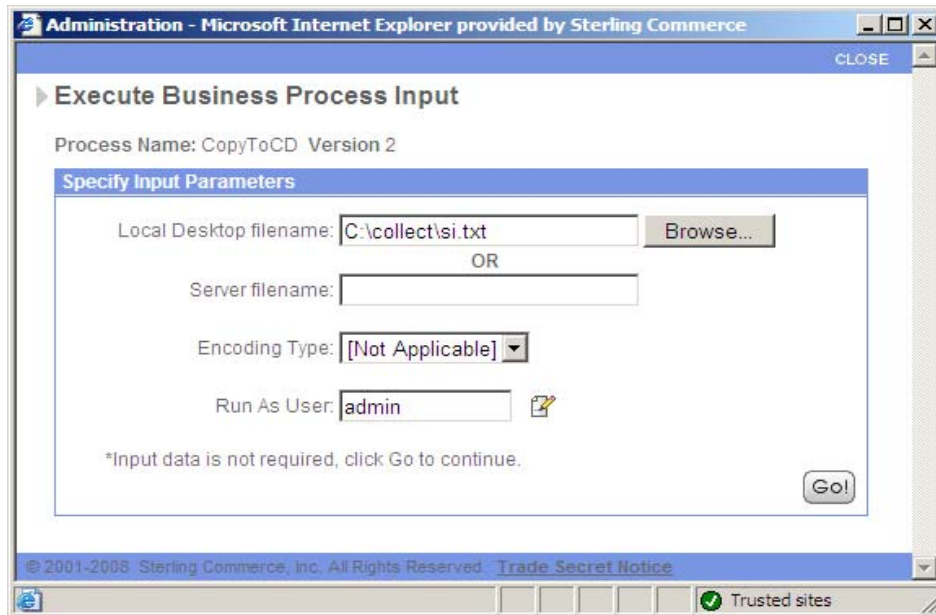 Administration - Microsoft Internet Explorer provided by Sterling Commerce
CLOSE
Execute Business Process Input
Process Name: CopyToCD Version 2
Specify Input Parameters
Local Desktop filename: C:\collect\si.txt Browse...
OR
Server filename:
Encoding Type: [Not Applicable]
Run As User: admin
*Input data is not required, click Go to continue.
Go!
© 2001-2008 Sterling Commerce, Inc. All Rights Reserved. Trade Secret Notice
Trusted sites